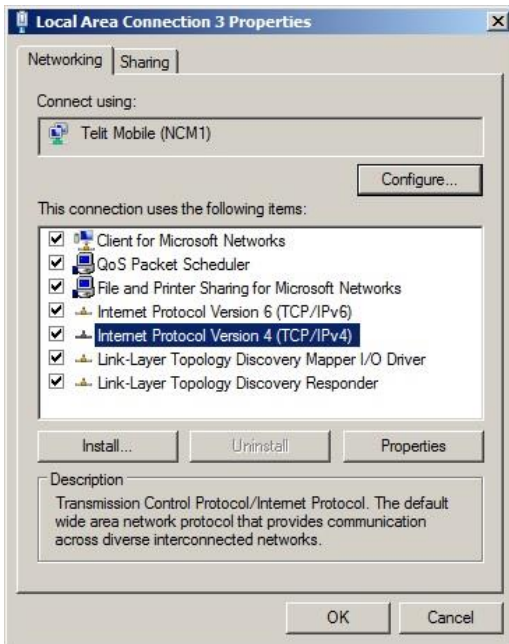 Local Area Connection 3 Properties
Networking
Sharing
Connect using:
Telit Mobile (NCM1)
Configure...
This connection uses the following items:
Client for Microsoft Networks
QoS Packet Scheduler
File and Printer Sharing for Microsoft Networks
Internet Protocol Version 6 (TCP/IPv6)
Internet Protocol Version 4 (TCP/IPv4)
Link-Layer Topology Discovery Mapper I/O Driver
Link-Layer Topology Discovery Responder
Install...
Uninstall
Properties
Description
Transmission Control Protocol/Internet Protocol. The default
wide area network protocol that provides communication
across diverse interconnected networks.
OK
Cancel